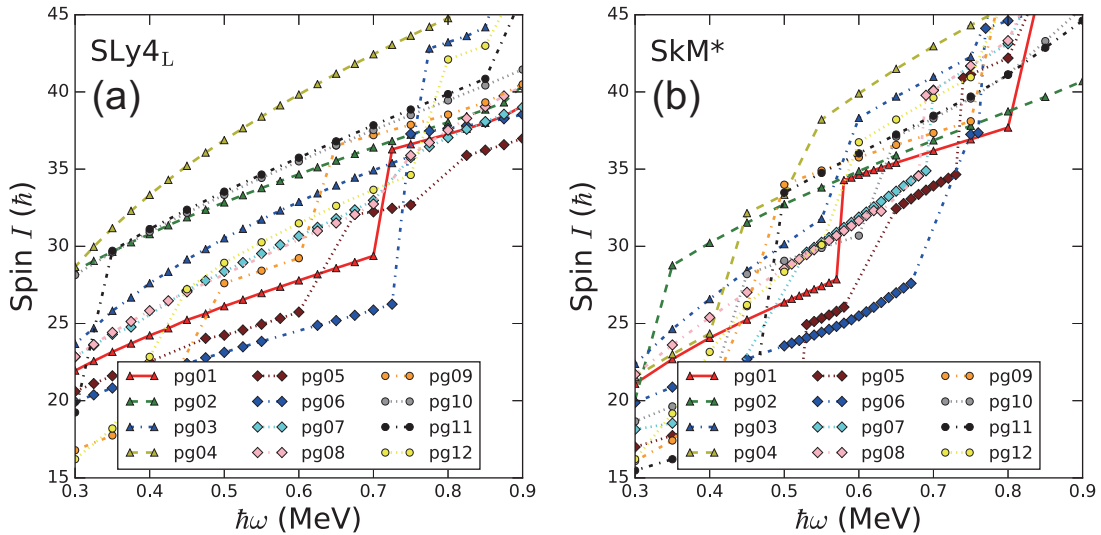 SLy4L
(a)
Spin I (ħ)
45
40
35
30
25
20
15
0.3 0.4 0.5 0.6 0.7 0.8 0.9
ħω (MeV)
pg01 pg05 pg09
pg02 pg06 pg10
pg03 pg07 pg11
pg04 pg08 pg12
SkM*
(b)
Spin I (ħ)
45
40
35
30
25
20
15
0.3 0.4 0.5 0.6 0.7 0.8 0.9
ħω (MeV)
pg01 pg05 pg09
pg02 pg06 pg10
pg03 pg07 pg11
pg04 pg08 pg12